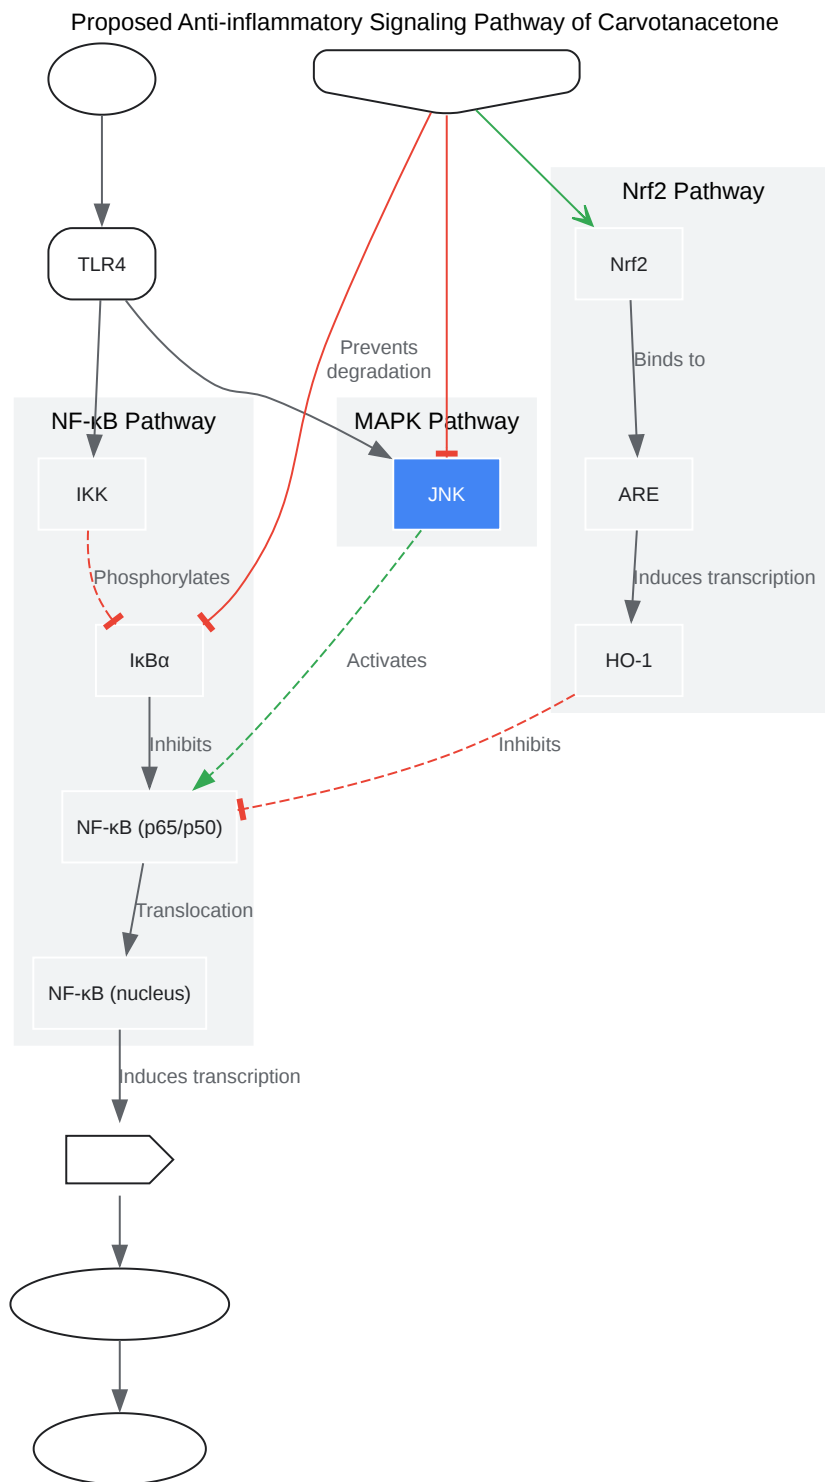 Proposed Anti-inflammatory Signaling Pathway of Carvotanacetone
Nrf2 Pathway
TLR4
Nrf2
Prevents
degradation
Binds to
NF-κB Pathway
MAPK Pathway
IKK
JNK
ARE
Phosphorylates
Induces transcription
IκBα
Activates
HO-1
Inhibits
Inhibits
NF-κB (p65/p50)
Translocation
NF-κB (nucleus)
Induces transcription